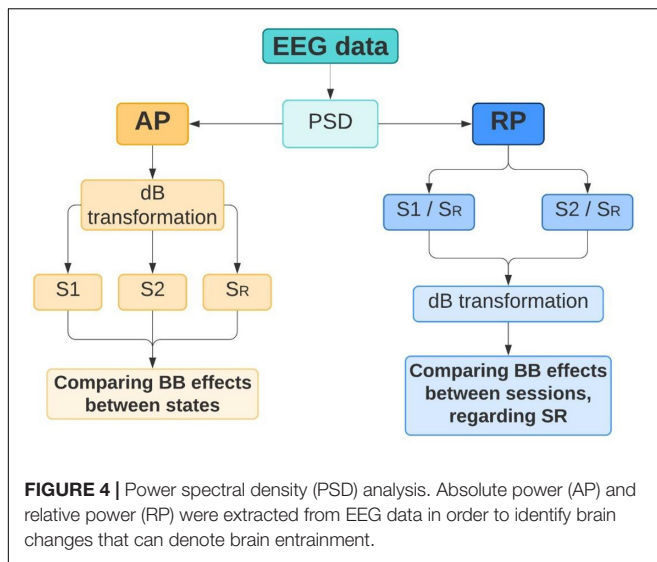 EEG data
AP
PSD
RP
dB
transformation
S1 / SR
S2 / SR
S1
S2
SR
dB transformation
Comparing BB effects
between states
Comparing BB effects
between sessions,
regarding SR
FIGURE 4 | Power spectral density (PSD) analysis. Absolute power (AP) and
relative power (RP) were extracted from EEG data in order to identify brain
changes that can denote brain entrainment.